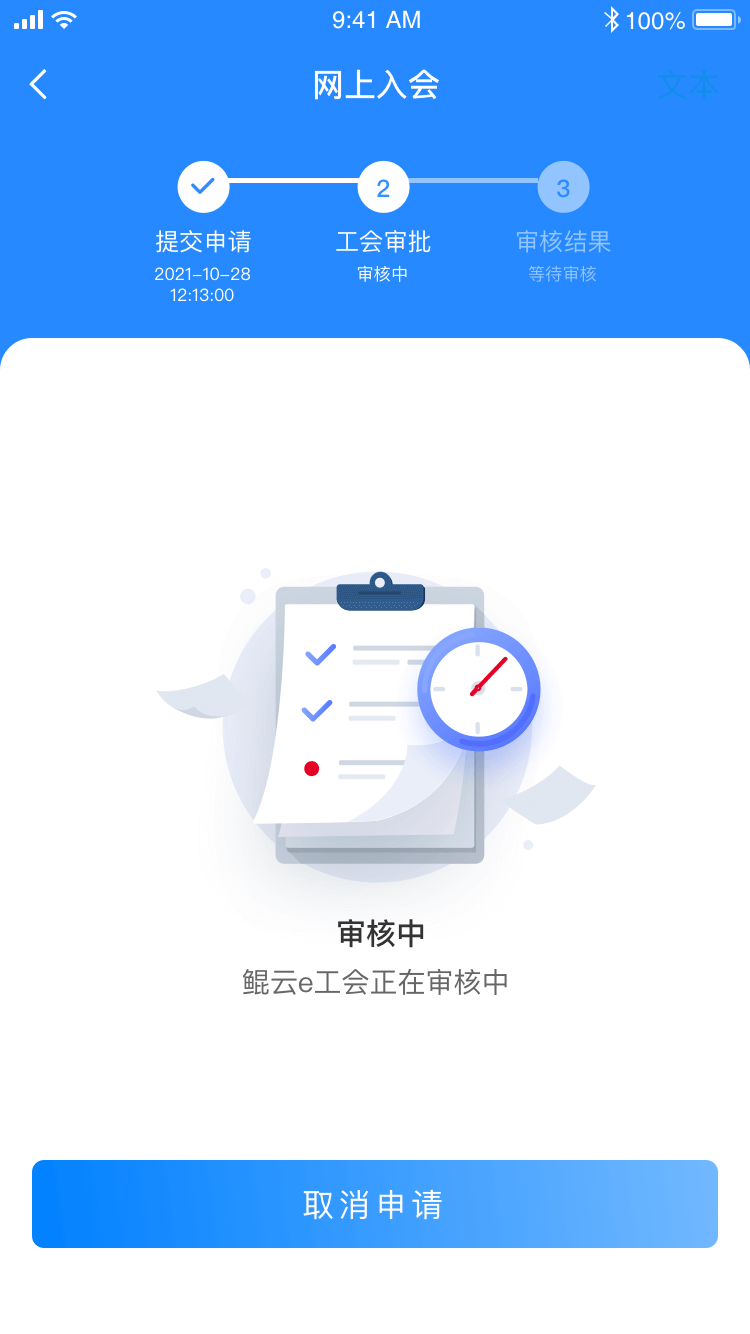 9:41 AM
100%
网上入会
文本
2
3
提交申请
工会审批
审核结果
2021-10-28
12:13:00
审核中
等待审核
审核中
鲲云e工会正在审核中
取消申请